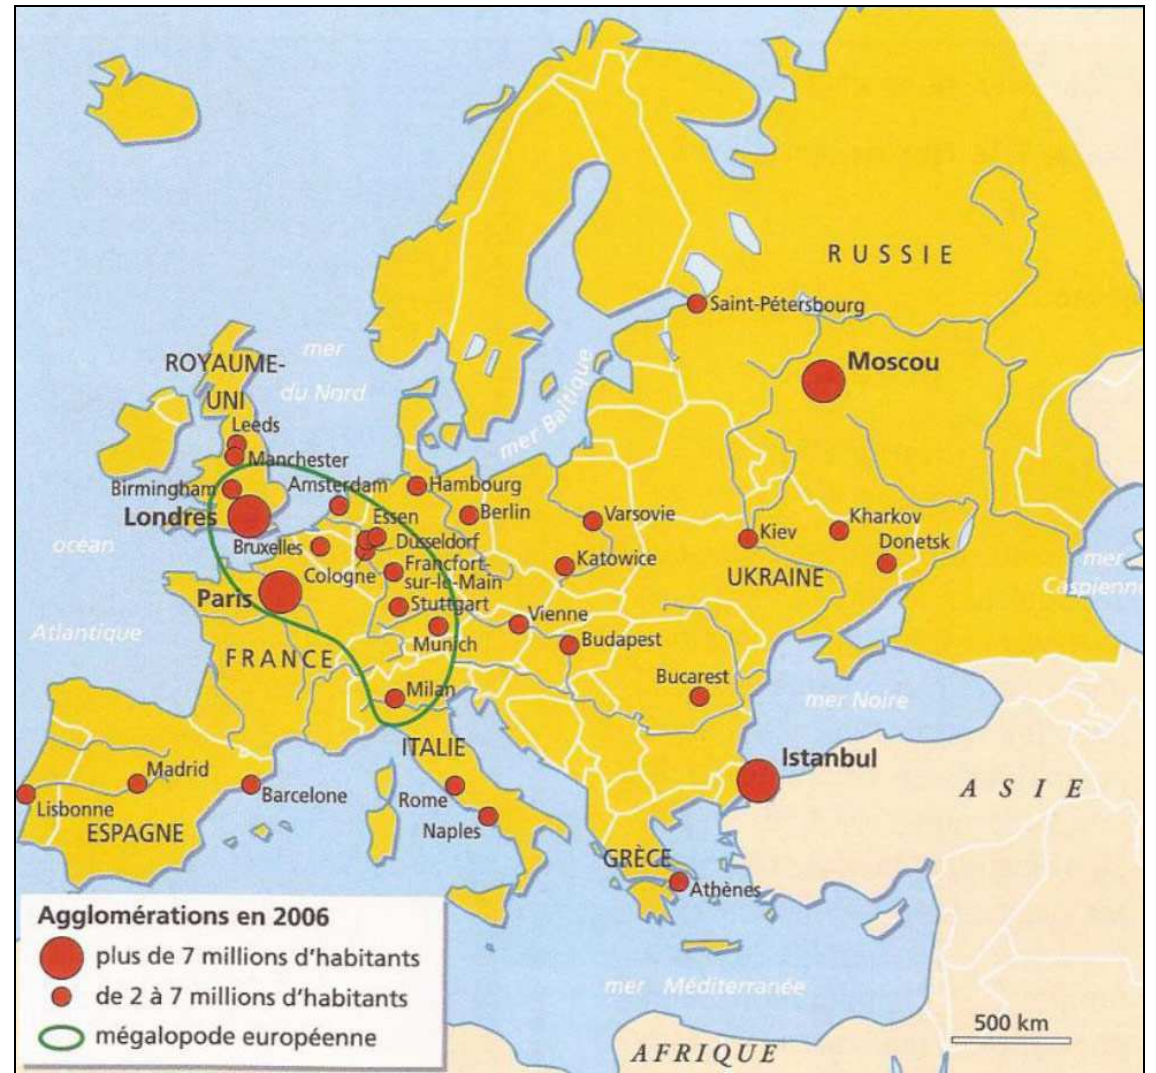 RUSSIE
Saint-Pétersbourg
mer
du Nord
ROYAUME-
UNI
Moscou
mer Baltique
Leeds
Manchester
Birmingham
Amsterdam
Hambourg
Londres
Essen
Berlin
Varsovie
Kharkov
Bruxelles
Düsseldorf
Kiev
Donetsk
océan
Atlantique
Cologne
Francfort-
sur-le-Main
Katowice
UKRAINE
mer
Caspienne
Paris
Stuttgart
Vienne
Munich
Budapest
FRANCE
Bucarest
Milan
mer Noire
ITALIE
Istanbul
Madrid
ASIE
Lisbonne
Barcelone
Rome
ESPAGNE
Naples
GRÈCE
Athènes
Agglomérations en 2006
plus de 7 millions d'habitants
de 2 à 7 millions d'habitants
mégalopode européenne
mer Méditerranée
500 km
AFRIQUE